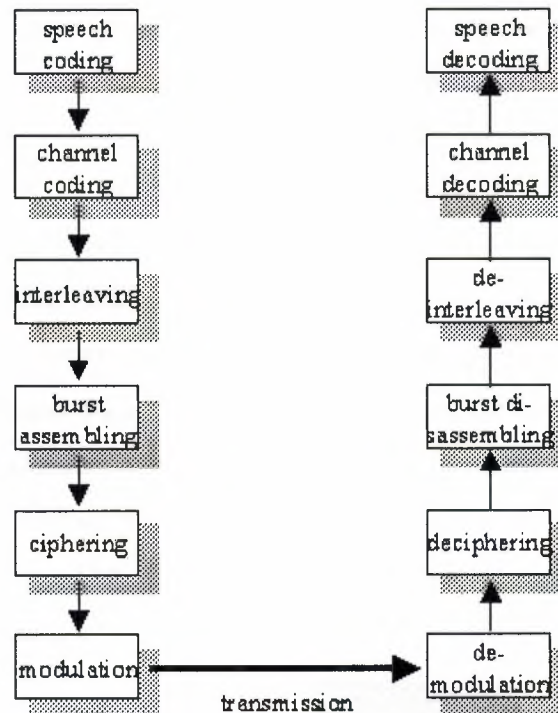 speech
coding
channel
coding
interleaving
burst
assembling
ciphering
modulation
transmission
speech
decoding
channel
decoding
de-
interleaving
burst di-
sassembling
deciphering
de-
modulation